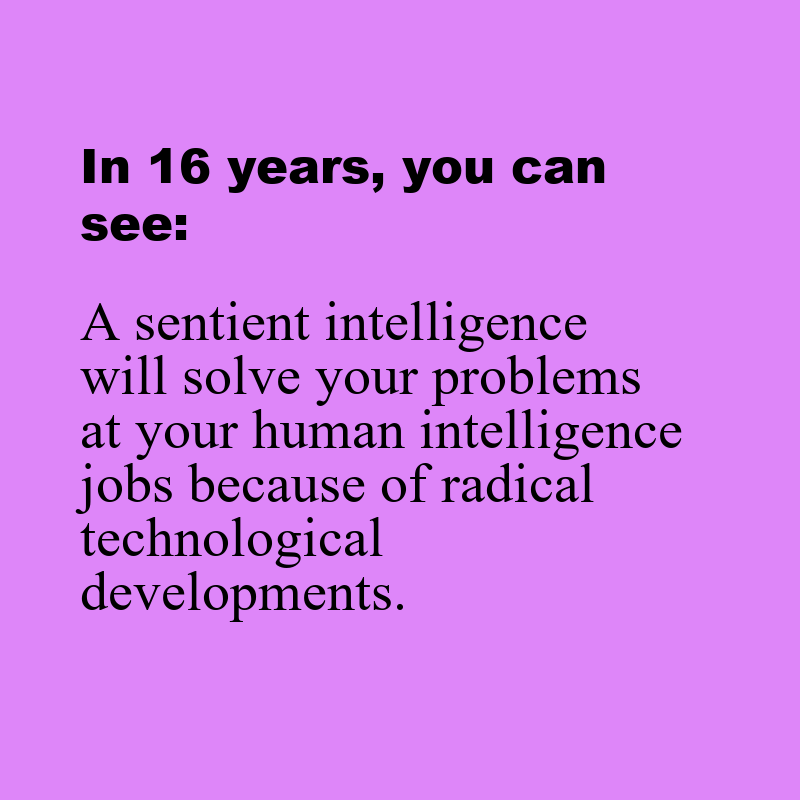 In 16 years, you can
see:
A sentient intelligence
will solve your problems
at your human intelligence
jobs because of radical
technological
developments.